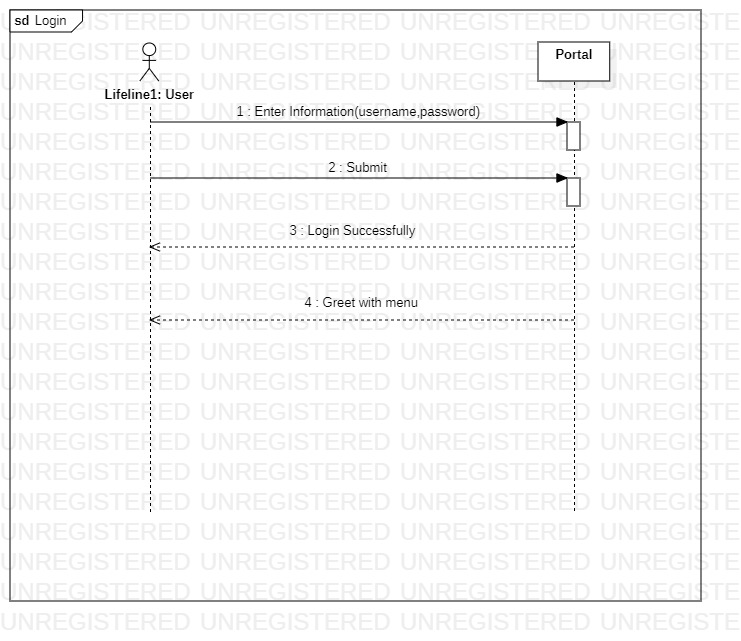 UNREGISTERED UNREGISTERED UNREGISTERED UNREGISTERED
sd Login
Portal
Lifeline1: User
1 : Enter Information(username,password)
2 : Submit
3 : Login Successfully
4 : Greet with menu